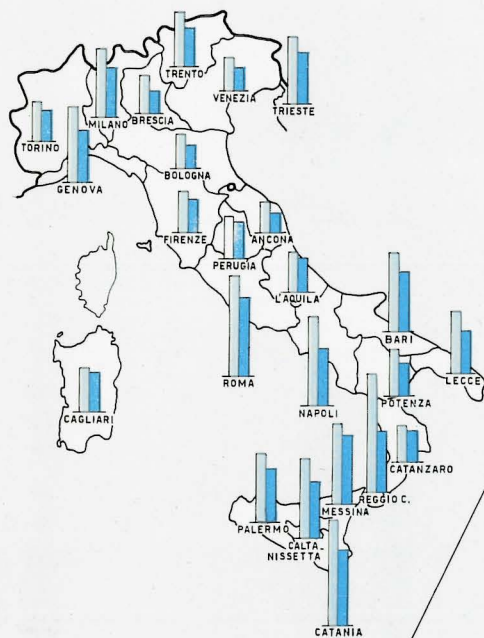 TRENTO
VENEZIA
TRIESTE
MILANO
BRESCIA
TORINO
GENOVA
BOLOGNA
FIRENZE
ANCONA
PERUGIA
L'AQUILA
BARI
ROMA
LECCE
NAPOLI
POTENZA
CAGLIARI
CATANZARO
REGGIO C.
MESSINA
PALERMO
CALTA_
NISSETTA
CATANIA